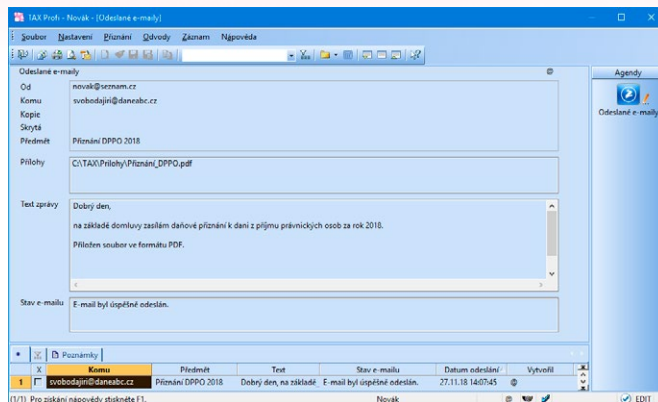 TAX Profi - Novák - [Odeslané e-maily]
Soubor Nastavení Přiznání Odvody Záznam Nápověda
Odeslané e-maily
Agendy
Od novak@seznam.cz
Komu svobodajiri@daneabc.cz
Odeslané e-maily
Kopie
Skrytá
Předmět Přiznání DPPO 2018
Přílohy C:\TAX\Prilohy\Přiznání_DPPO.pdf
Text zprávy Dobrý den,
na základě domluvy zasílám daňové přiznání k dani z příjmu právnických osob za rok 2018.
Přiložen soubor ve formátu PDF.
Stav e-mailu E-mail byl úspěšně odeslán.
Poznámky
X Komu Předmět Text Stav e-mailu Datum odeslání Vytvořil
1 svobodajiri@daneabc.cz Přiznání DPPO 2018 Dobrý den, na základě E-mail byl úspěšně odeslán. 27.11.18 14:07:45 @
(1/1) Pro získání nápovědy stiskněte F1. Novák @ EDIT